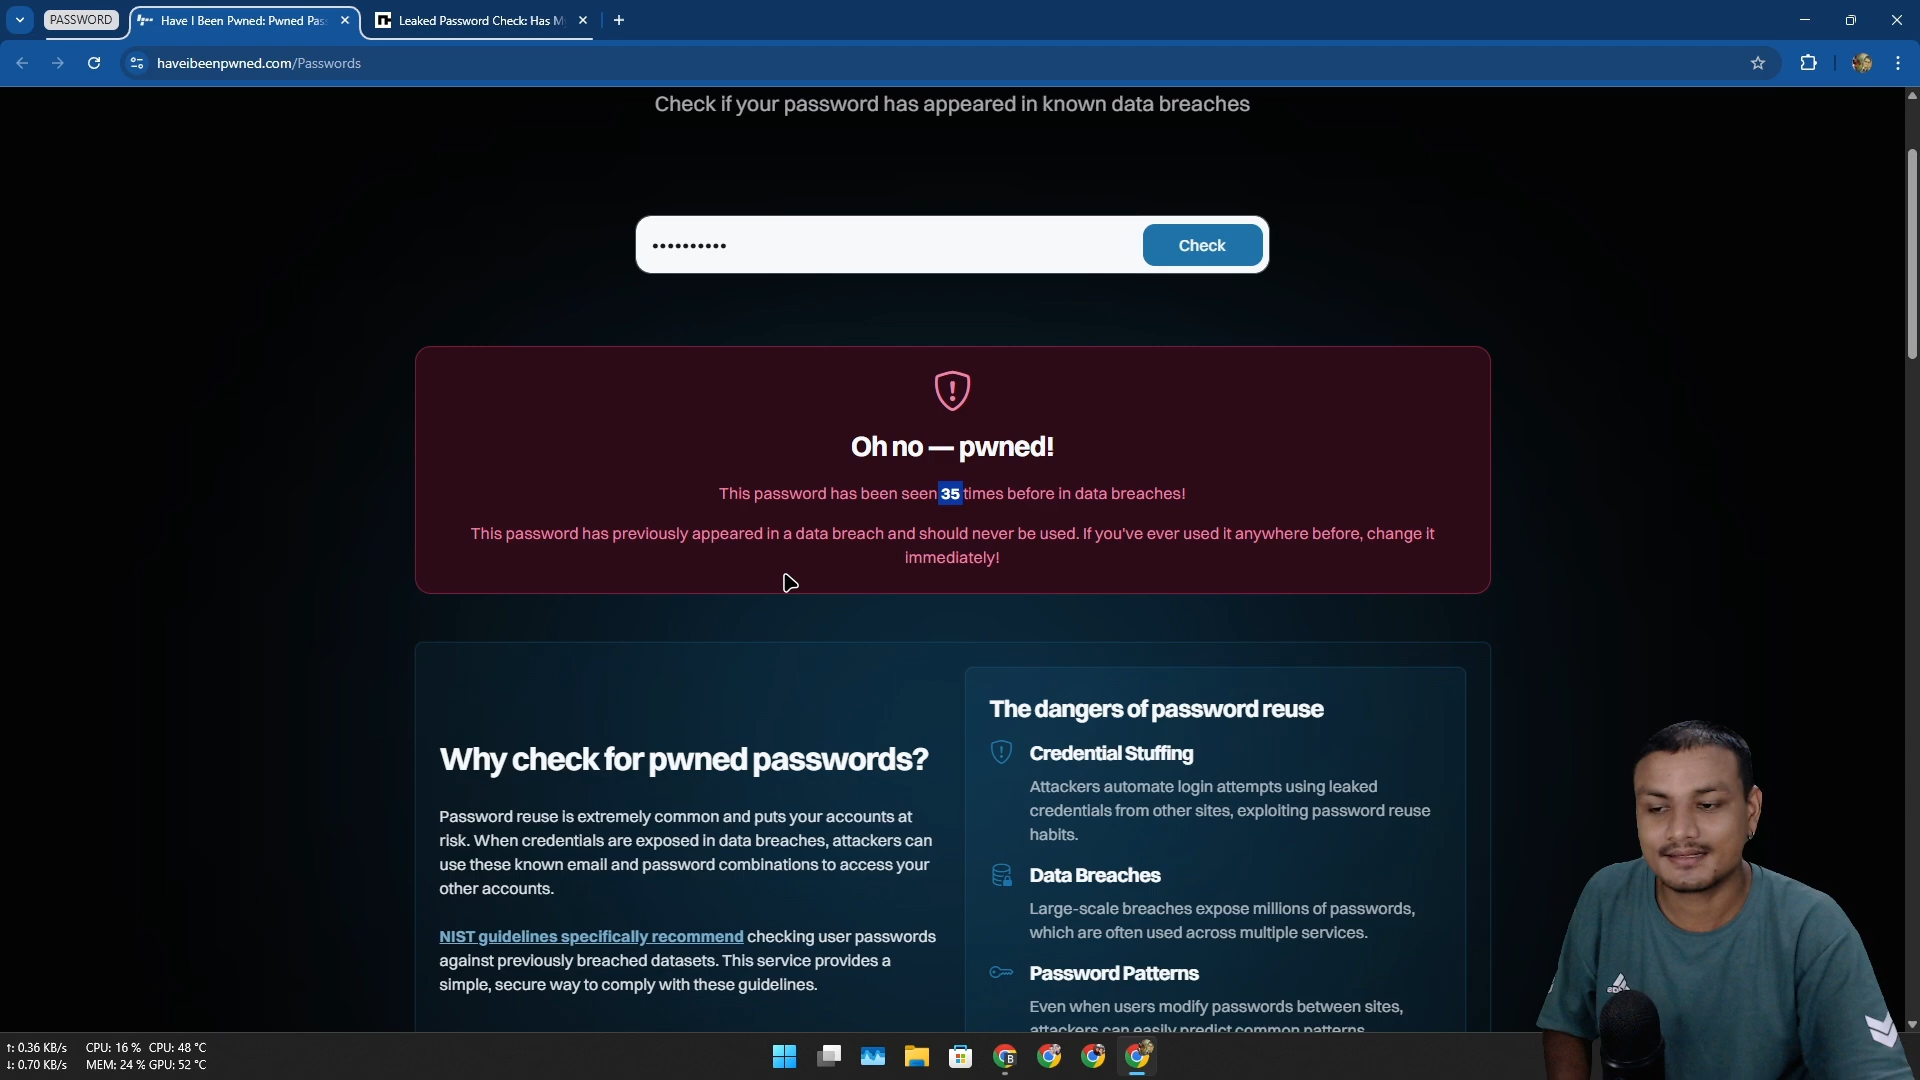 PASSWORD
Have I Been Pwned: Pwned Pas
Leaked Password Check: Has M
haveibeenpwned.com/Passwords
Check if your password has appeared in known data breaches
••••••••••
Check
Oh no — pwned!
This password has been seen 35 times before in data breaches!
This password has previously appeared in a data breach and should never be used. If you've ever used it anywhere before, change it
immediately!
Why check for pwned passwords?
Password reuse is extremely common and puts your accounts at
risk. When credentials are exposed in data breaches, attackers can
use these known email and password combinations to access your
other accounts.
NIST guidelines specifically recommend checking user passwords
against previously breached datasets. This service provides a
simple, secure way to comply with these guidelines.
The dangers of password reuse
Credential Stuffing
Attackers automate login attempts using leaked
credentials from other sites, exploiting password reuse
habits.
Data Breaches
Large-scale breaches expose millions of passwords,
which are often used across multiple services.
Password Patterns
Even when users modify passwords between sites,
attackers can easily predict common patterns.
↑: 0.36 KB/s CPU: 16 % CPU: 48 °C
↓: 0.70 KB/s MEM: 24 % GPU: 52 °C